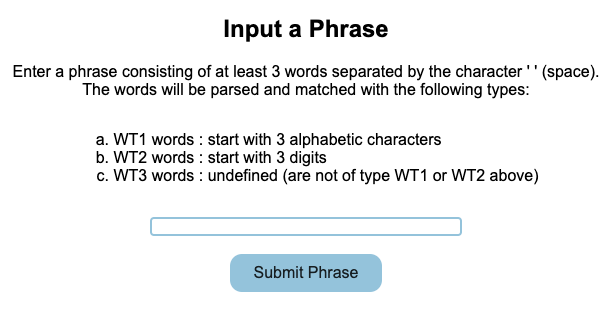 Input a Phrase
Enter a phrase consisting of at least 3 words separated by the character ' ' (space).
The words will be parsed and matched with the following types:
a. WT1 words : start with 3 alphabetic characters
b. WT2 words : start with 3 digits
c. WT3 words : undefined (are not of type WT1 or WT2 above)
Submit Phrase